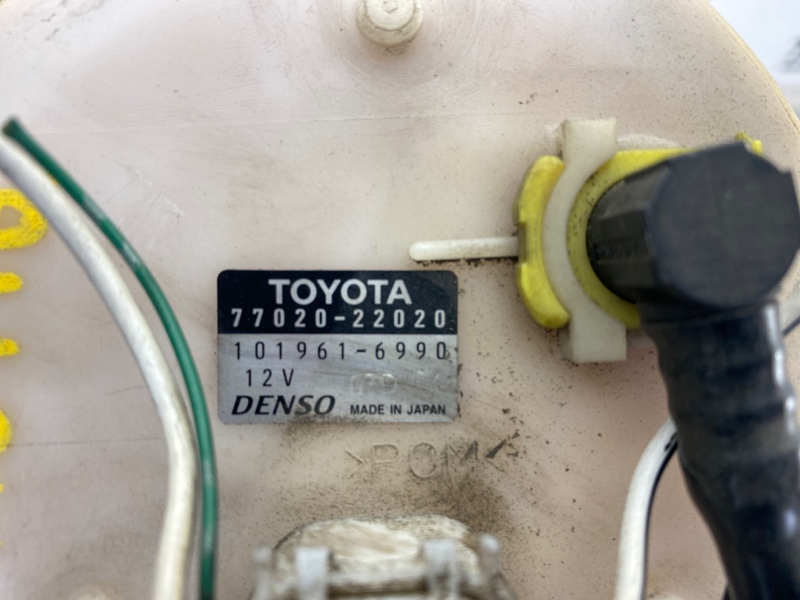 TOYOTA
77020-22020
101961-6990
12V
DENSO MADE IN JAPAN
>POM<